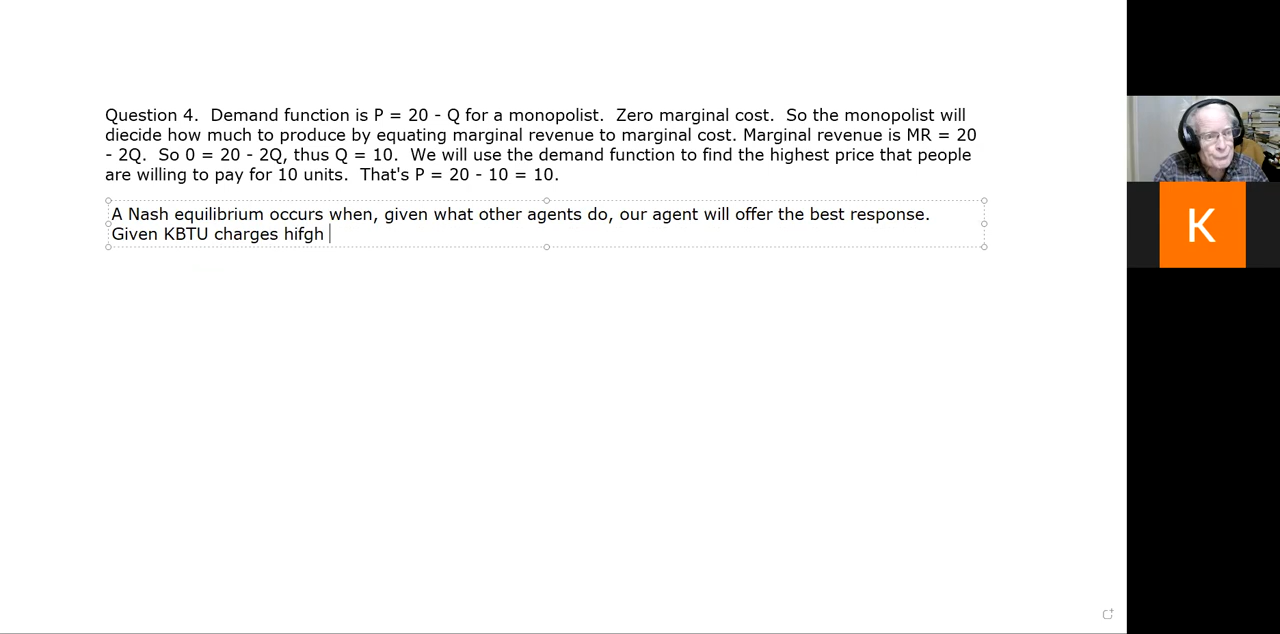 Question 4.  Demand function is P = 20 - Q for a monopolist.  Zero marginal cost.  So the monopolist will
diecide how much to produce by equating marginal revenue to marginal cost. Marginal revenue is MR = 20
- 2Q.  So 0 = 20 - 2Q, thus Q = 10.  We will use the demand function to find the highest price that people
are willing to pay for 10 units.  That's P = 20 - 10 = 10.
A Nash equilibrium occurs when, given what other agents do, our agent will offer the best response.
Given KBTU charges hifgh
K